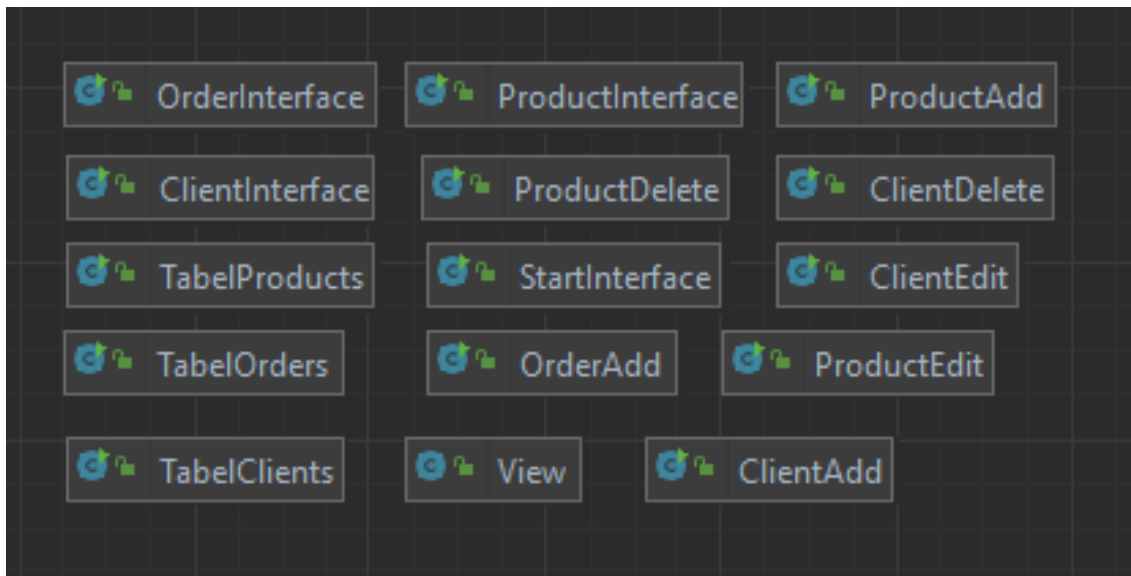 OrderInterface ProductInterface ProductAdd
ClientInterface ProductDelete ClientDelete
TabelProducts StartInterface ClientEdit
TabelOrders OrderAdd ProductEdit
TabelClients View ClientAdd